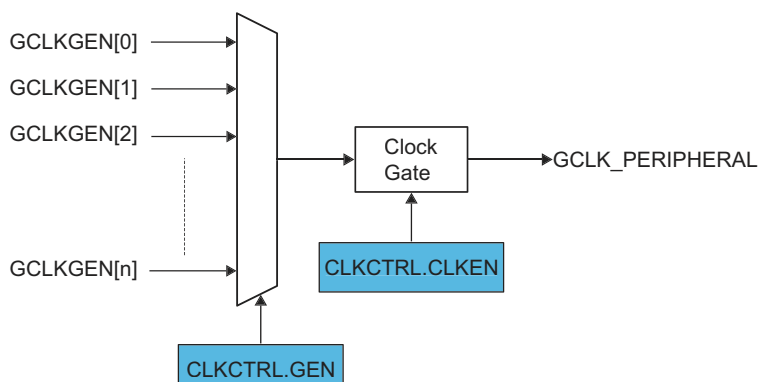 GCLKGEN[0]
GCLKGEN[1]
GCLKGEN[2]
Clock
Gate
GCLK_PERIPHERAL
GCLKGEN[n]
CLKCTRL.CLKEN
CLKCTRL.GEN